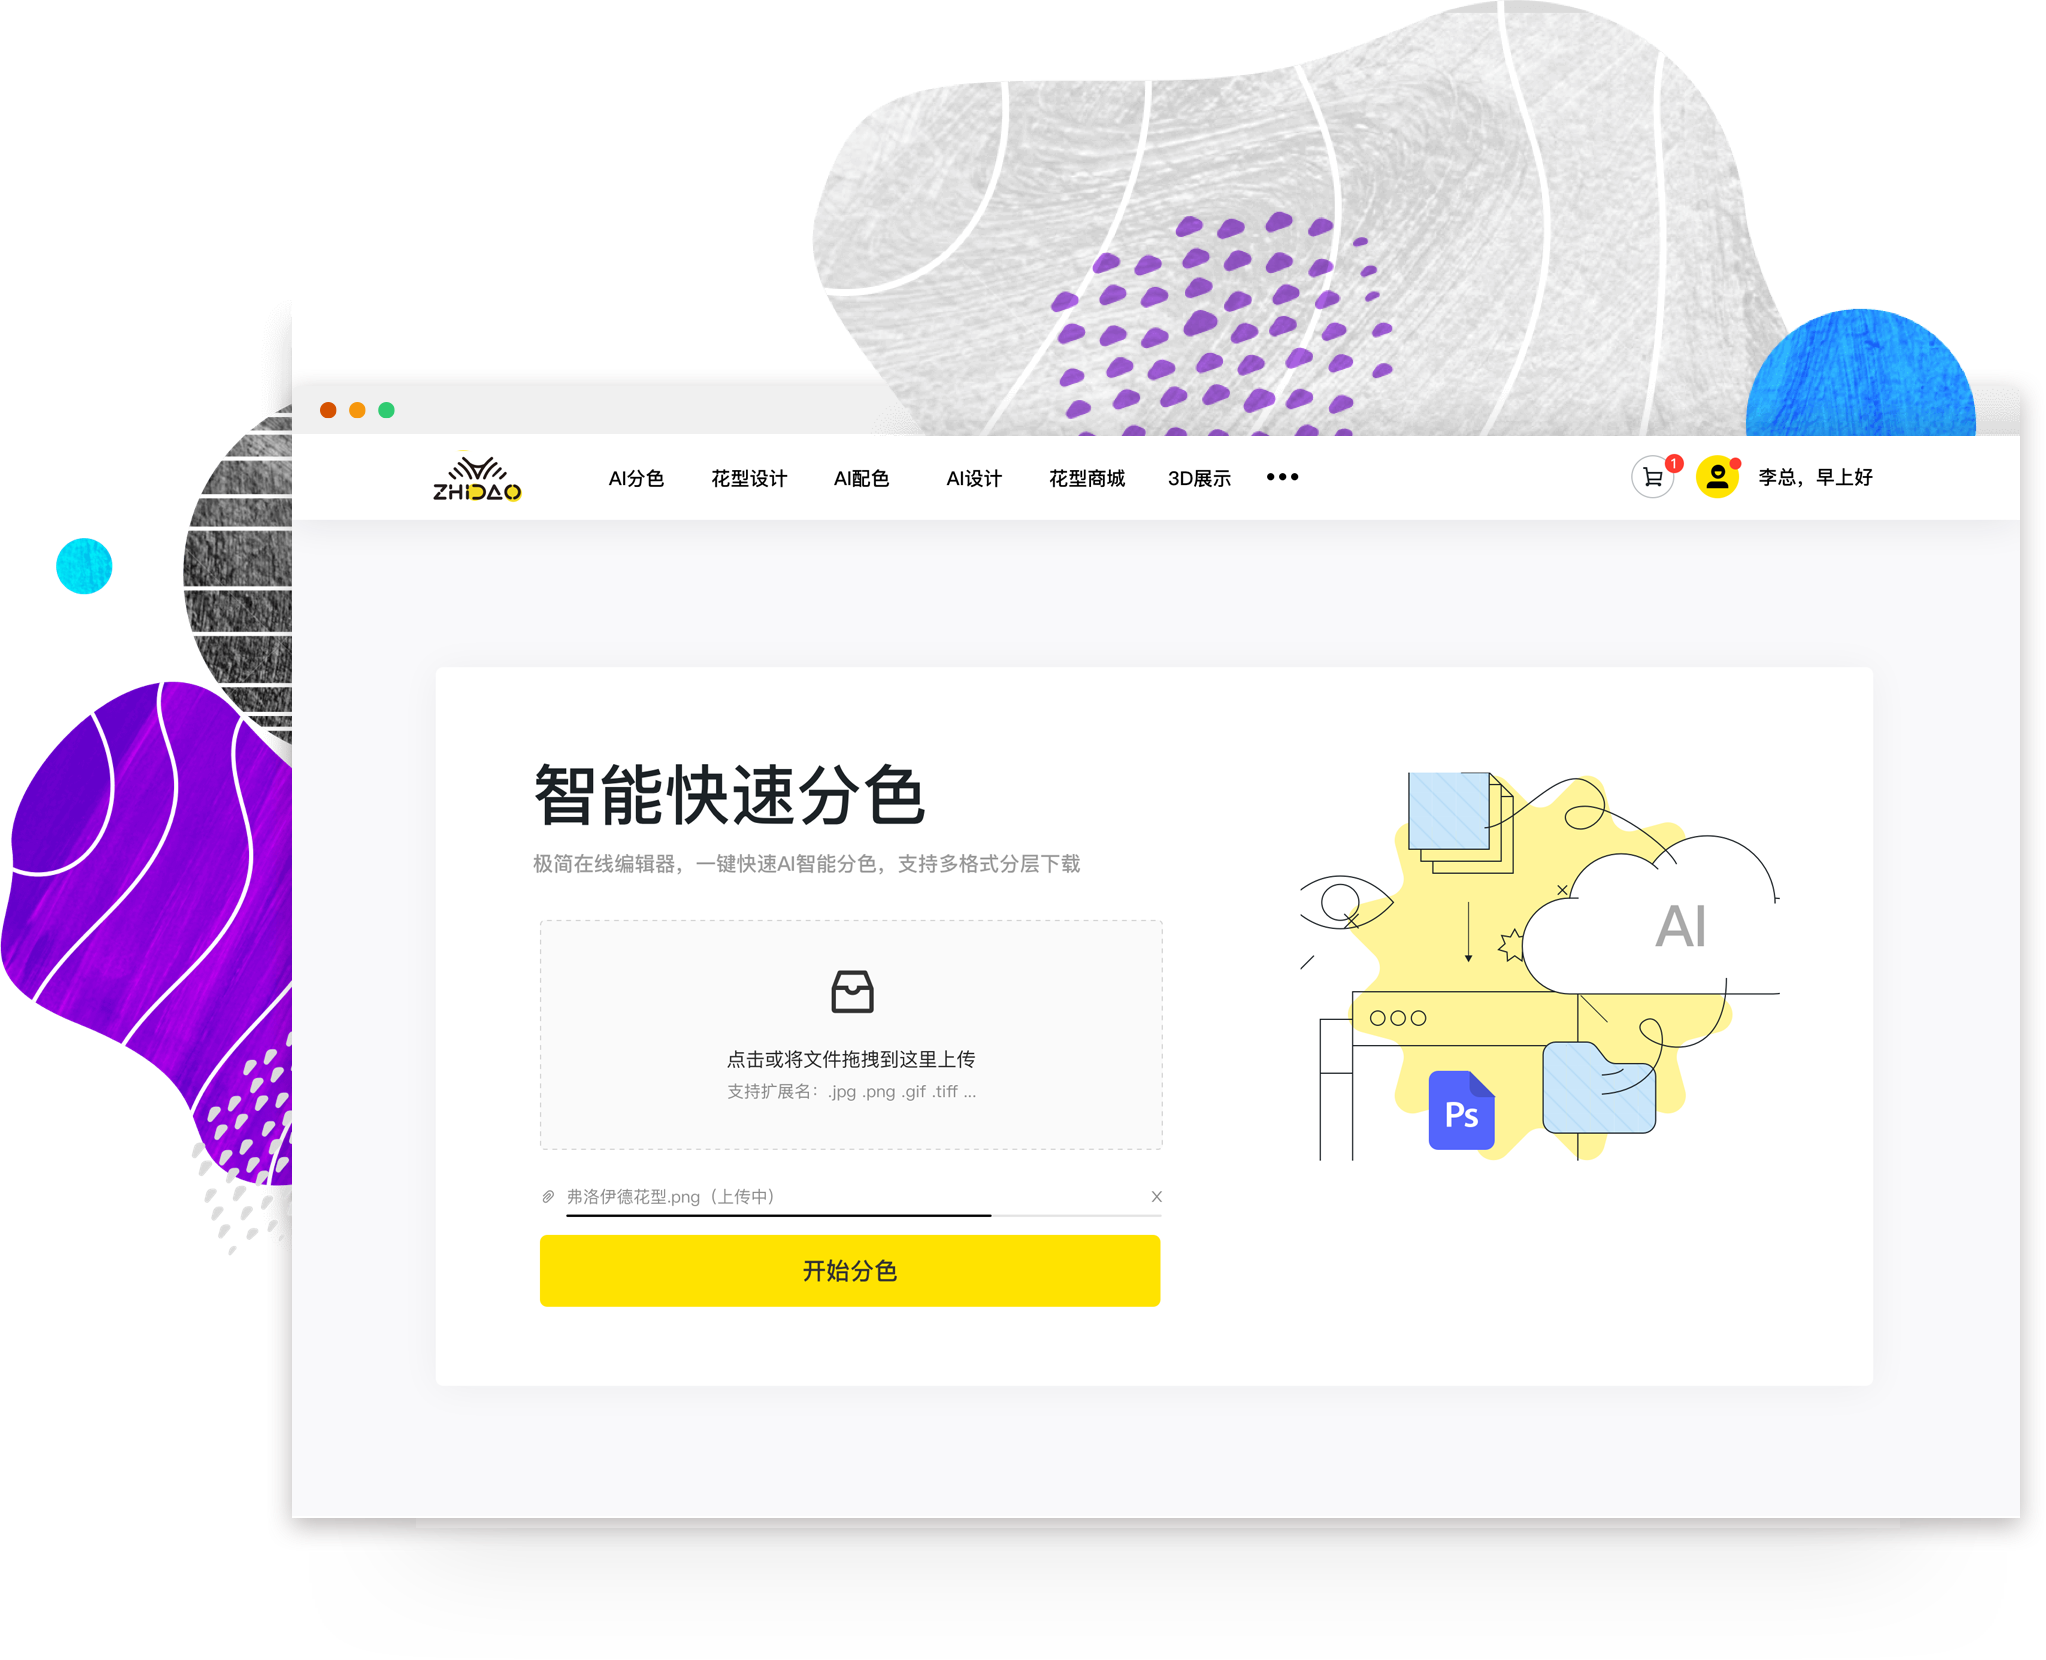 ZHIDAO
AI分色 花型设计 AI配色 AI设计 花型商城 3D展示 •••
1
李总，早上好
智能快速分色
极简在线编辑器，一键快速AI智能分色，支持多格式分层下载
点击或将文件拖拽到这里上传
支持扩展名：.jpg .png .gif .tiff ...
弗洛伊德花型.png（上传中）
开始分色
AI
Ps